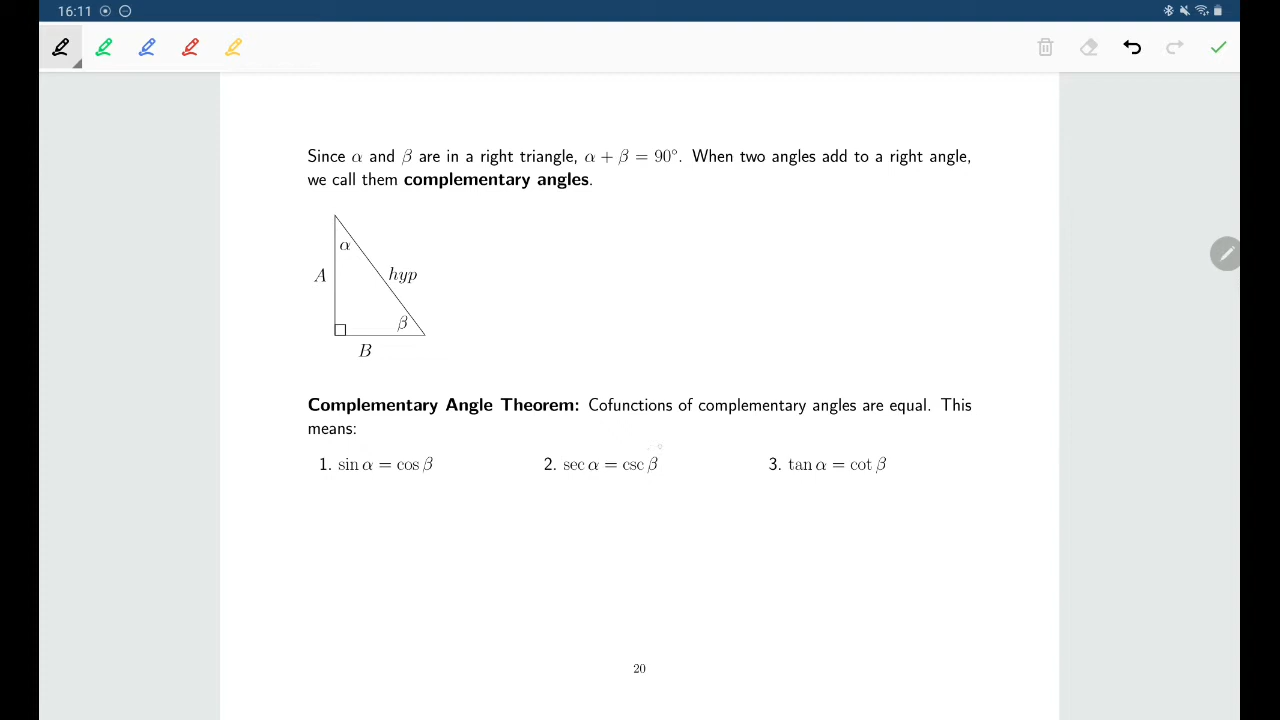 16:11
Since α and β are in a right triangle, α + β = 90°. When two angles add to a right angle,
we call them complementary angles.
α
A
hyp
β
B
Complementary Angle Theorem: Cofunctions of complementary angles are equal. This
means:
1. sin α = cos β 2. sec α = csc β 3. tan α = cot β
20